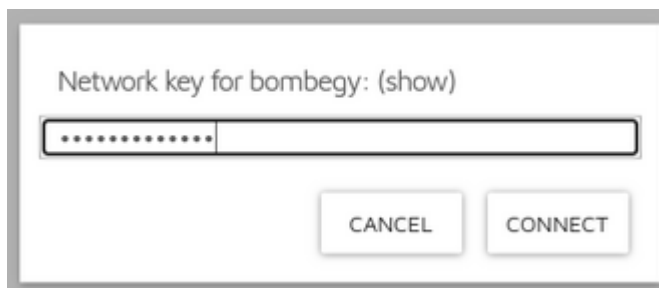 Network key for bombegy: (show)
•••••••••••••
CANCEL CONNECT